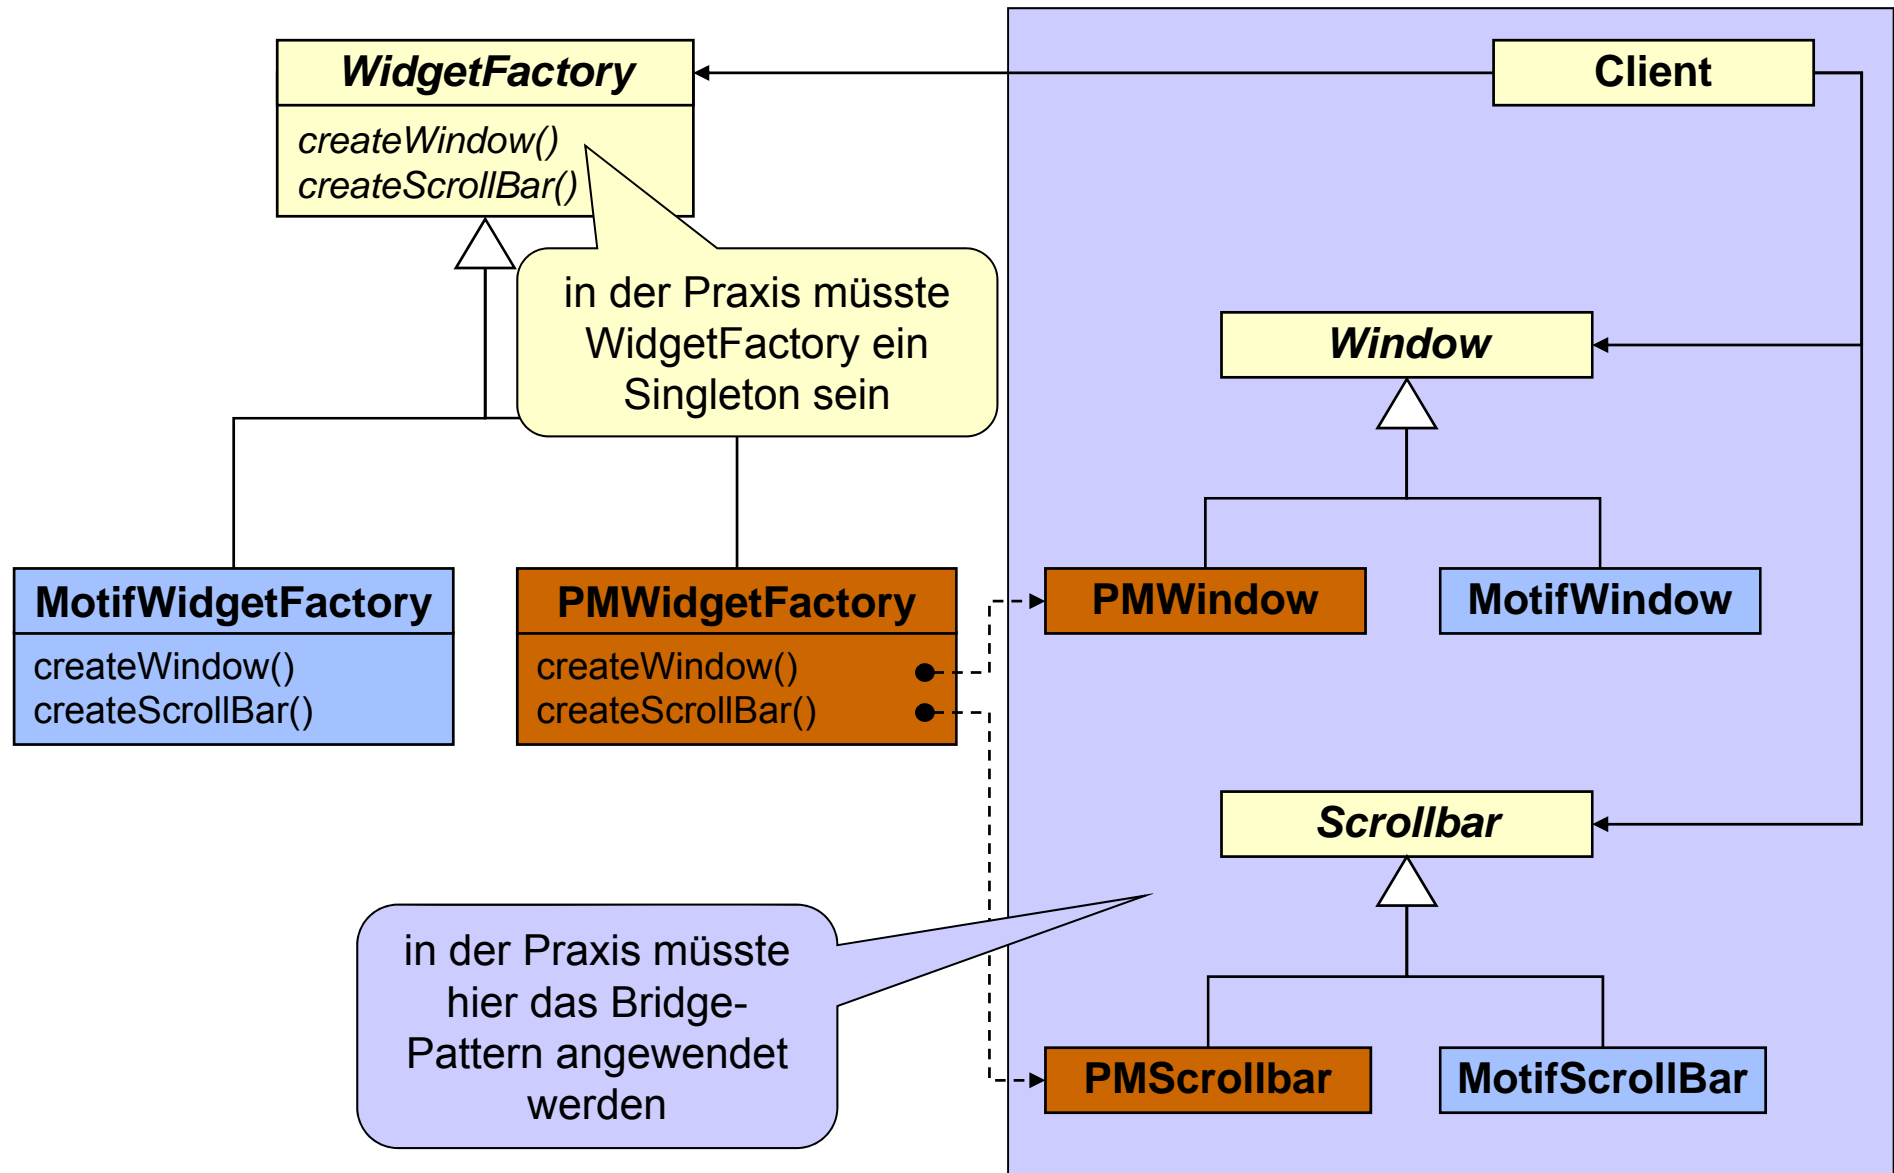 WidgetFactory
createWindow()
createScrollBar()
Client
in der Praxis müsste
WidgetFactory ein
Singleton sein
Window
MotifWidgetFactory
createWindow()
createScrollBar()
PMWidgetFactory
createWindow()
createScrollBar()
PMWindow
MotifWindow
Scrollbar
in der Praxis müsste
hier das Bridge-
Pattern angewendet
werden
PMScrollbar
MotifScrollBar